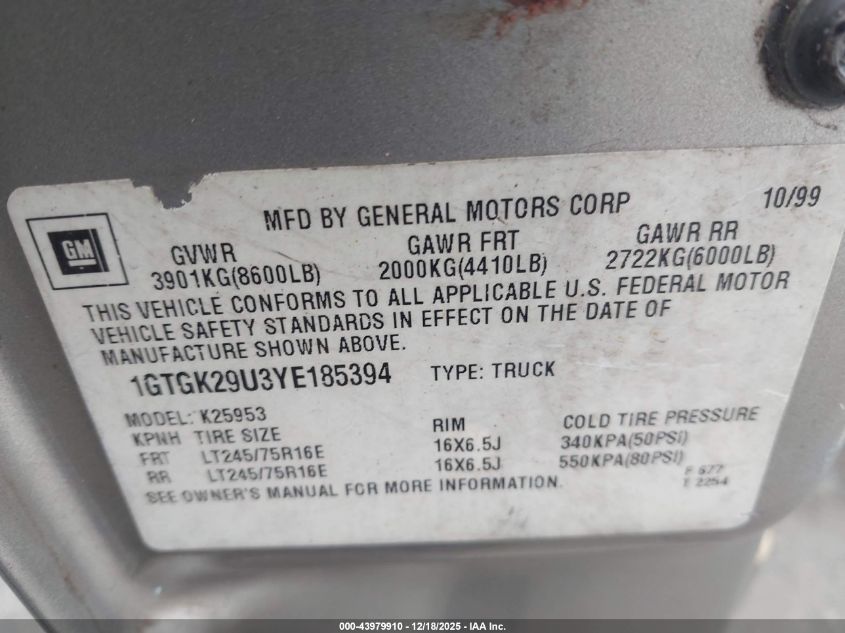 MFD BY GENERAL MOTORS CORP 10/99
GM
GVWR GAWR FRT GAWR RR
3901KG(8600LB) 2000KG(4410LB) 2722KG(6000LB)
THIS VEHICLE CONFORMS TO ALL APPLICABLE U.S. FEDERAL MOTOR
VEHICLE SAFETY STANDARDS IN EFFECT ON THE DATE OF
MANUFACTURE SHOWN ABOVE.
1GTGK29U3YE185394 TYPE: TRUCK
MODEL: K25953
KPNH TIRE SIZE RIM COLD TIRE PRESSURE
FRT LT245/75R16E 16X6.5J 340KPA(50PSI)
RR LT245/75R16E 16X6.5J 550KPA(80PSI)
SEE OWNER'S MANUAL FOR MORE INFORMATION.
2254
000-43979910 - 12/18/2025 - IAA Inc.